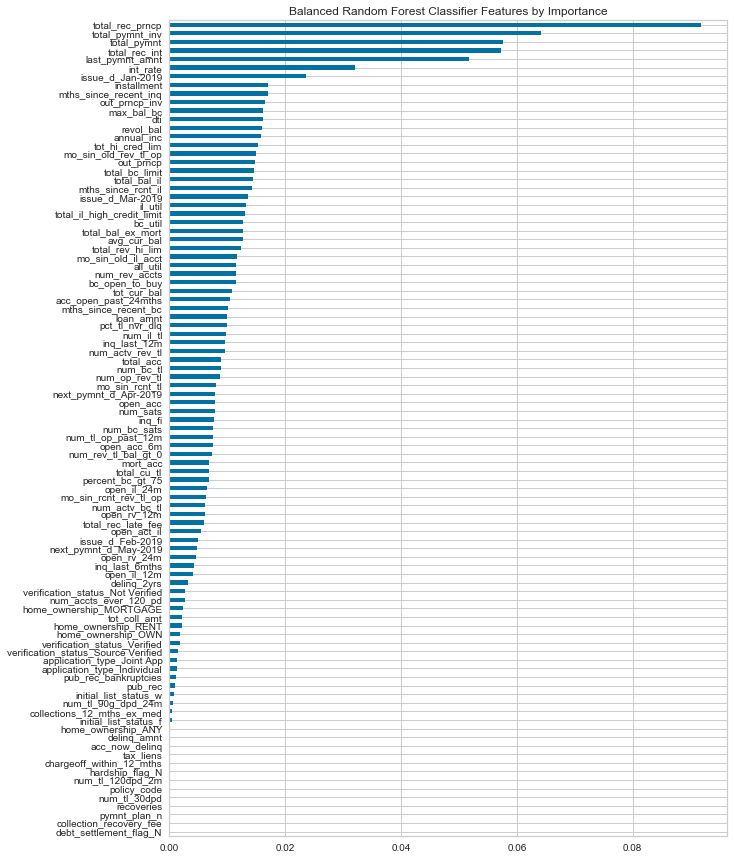 Balanced Random Forest Classifier Features by Importance
total_rec_prncp
total_pymnt_inv
total_pymnt
total_rec_int
last_pymnt_amnt
int_rate
issue_d_Jan-2019
installment
mths_since_recent_inq
out_prncp_inv
max_bal_bc
dti
revol_bal
annual_inc
tot_hi_cred_lim
mo_sin_old_rev_tl_op
out_prncp
total_bc_limit
total_bal_il
mths_since_rcnt_il
issue_d_Mar-2019
il_util
total_il_high_credit_limit
bc_util
total_bal_ex_mort
avg_cur_bal
total_rev_hi_lim
mo_sin_old_il_acct
all_util
num_rev_accts
bc_open_to_buy
tot_cur_bal
acc_open_past_24mths
mths_since_recent_bc
loan_amnt
pct_tl_nvr_dlq
num_il_tl
inq_last_12m
num_actv_rev_tl
total_acc
num_bc_tl
num_op_rev_tl
mo_sin_rcnt_tl
next_pymnt_d_Apr-2019
open_acc
num_sats
inq_fi
num_bc_sats
num_tl_op_past_12m
open_acc_6m
num_rev_tl_bal_gt_0
mort_acc
total_cu_tl
percent_bc_gt_75
open_il_24m
mo_sin_rcnt_rev_tl_op
num_actv_bc_tl
open_rv_12m
total_rec_late_fee
open_act_il
issue_d_Feb-2019
next_pymnt_d_May-2019
open_rv_24m
inq_last_6mths
open_il_12m
delinq_2yrs
verification_status_Not Verified
num_accts_ever_120_pd
home_ownership_MORTGAGE
tot_coll_amt
home_ownership_RENT
home_ownership_OWN
verification_status_Verified
verification_status_Source Verified
application_type_Joint App
application_type_Individual
pub_rec_bankruptcies
pub_rec
initial_list_status_w
num_tl_90g_dpd_24m
collections_12_mths_ex_med
initial_list_status_f
home_ownership_ANY
delinq_amnt
acc_now_delinq
tax_liens
chargeoff_within_12_mths
hardship_flag_N
num_tl_120dpd_2m
policy_code
num_tl_30dpd
recoveries
pymnt_plan_n
collection_recovery_fee
debt_settlement_flag_N
0.00 0.02 0.04 0.06 0.08